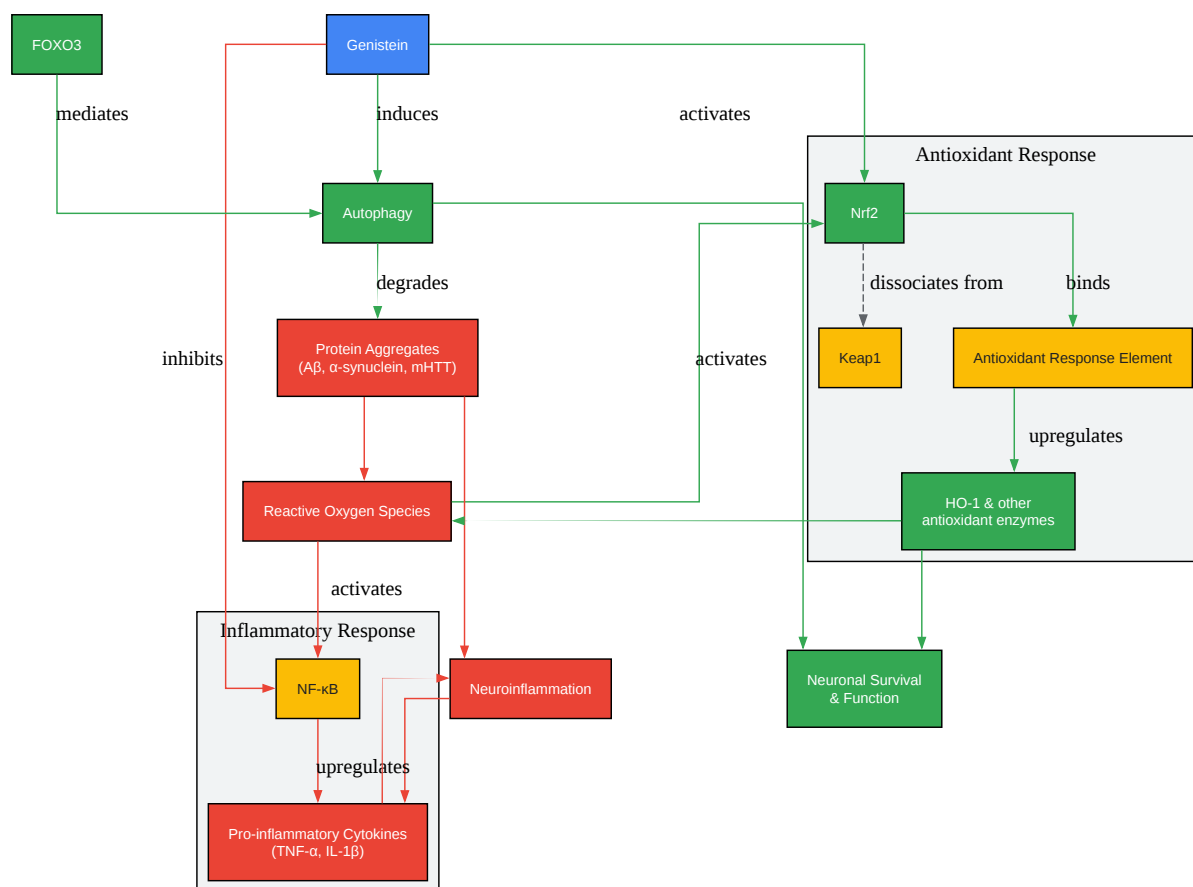 FOXO3
Genistein
mediates
induces
activates
Antioxidant Response
Autophagy
Nrf2
degrades
dissociates from
binds
Protein Aggregates
(Aβ, α-synuclein, mHTT)
inhibits
activates
Keap1
Antioxidant Response Element
upregulates
Reactive Oxygen Species
HO-1 & other
antioxidant enzymes
activates
Inflammatory Response
NF-κB
Neuroinflammation
Neuronal Survival
& Function
upregulates
Pro-inflammatory Cytokines
(TNF-α, IL-1β)